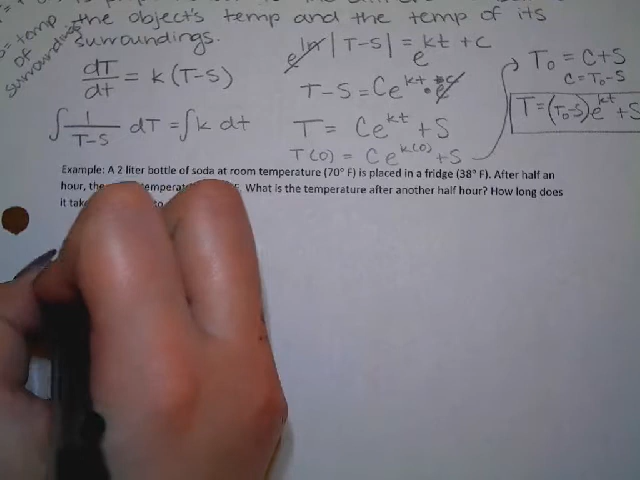 the object's temp and the temp of its
surroundings.
= temp
of
surroundings
dT/dt = k(T-S)
∫ 1/(T-S) dT = ∫ k dt
e ln|T-S| = kt + c
e
T-S = Ce^kt
T = Ce^kt + S
T(0) = Ce^k(0) + S
T₀ = C+S
C = T₀-S
T = (T₀-S)e^kt + S
Example: A 2 liter bottle of soda at room temperature (70° F) is placed in a fridge (38° F). After half an
hour, the What is the temperature after another half hour? How long does
it